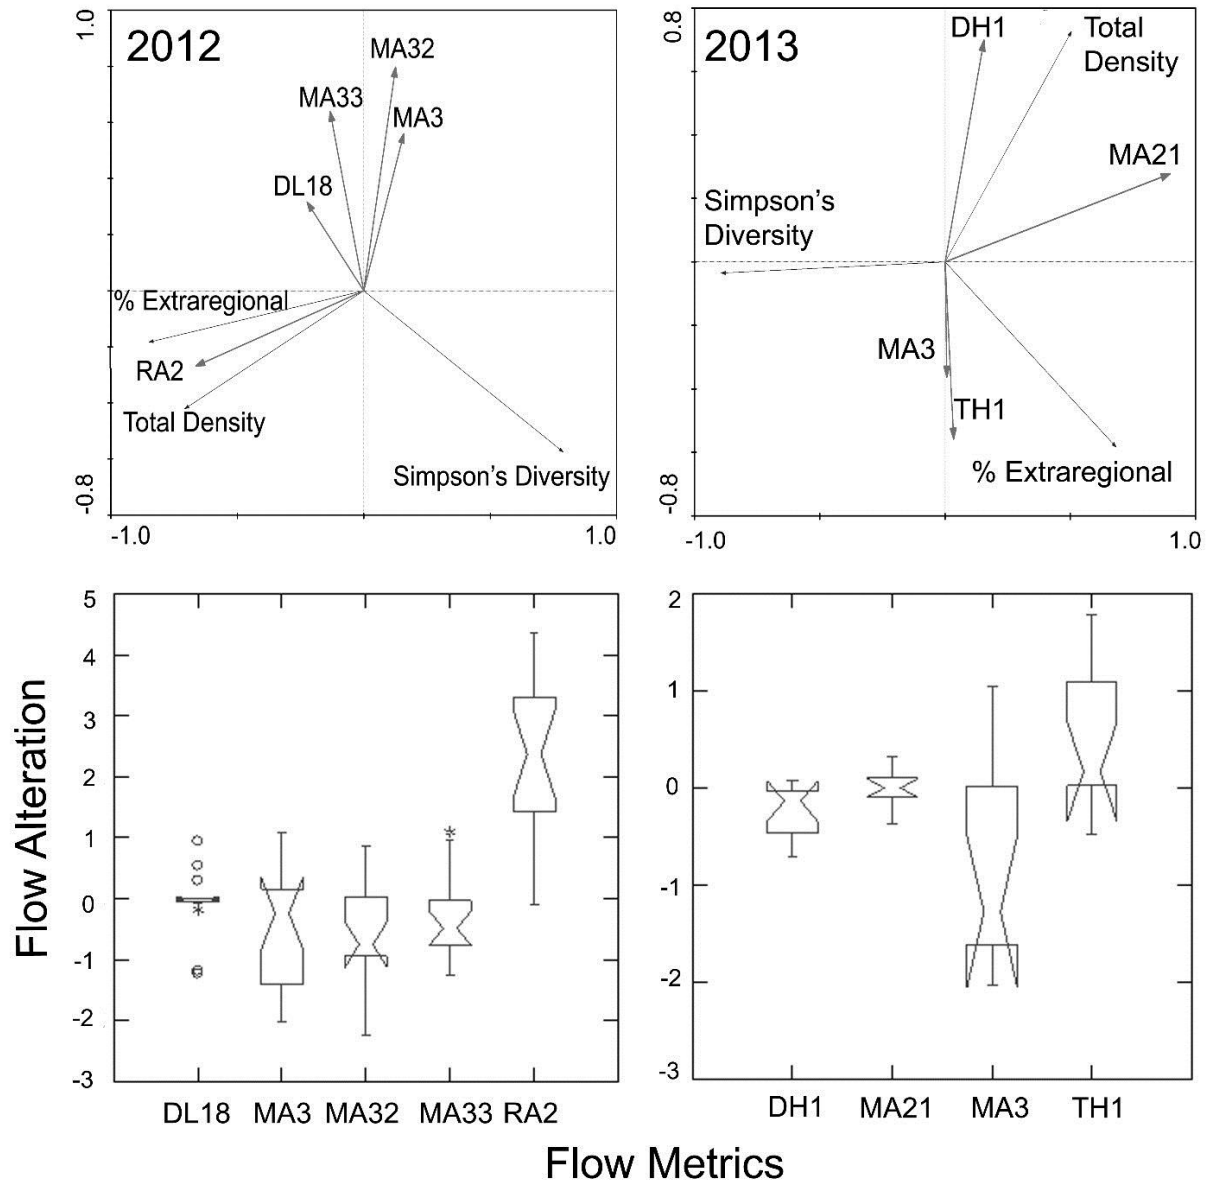 1.0
2012
MA32
MA33
MA3
DL18
% Extraregional
RA2
Total Density
Simpson's Diversity
-0.8
-1.0
1.0
0.8
2013
DH1
Total
Density
MA21
Simpson's
Diversity
MA3
TH1
% Extraregional
-0.8
-1.0
1.0
Flow Alteration
5
4
3
2
1
0
-1
-2
-3
DL18 MA3 MA32 MA33 RA2
2
1
0
-1
-2
-3
DH1 MA21 MA3 TH1
Flow Metrics